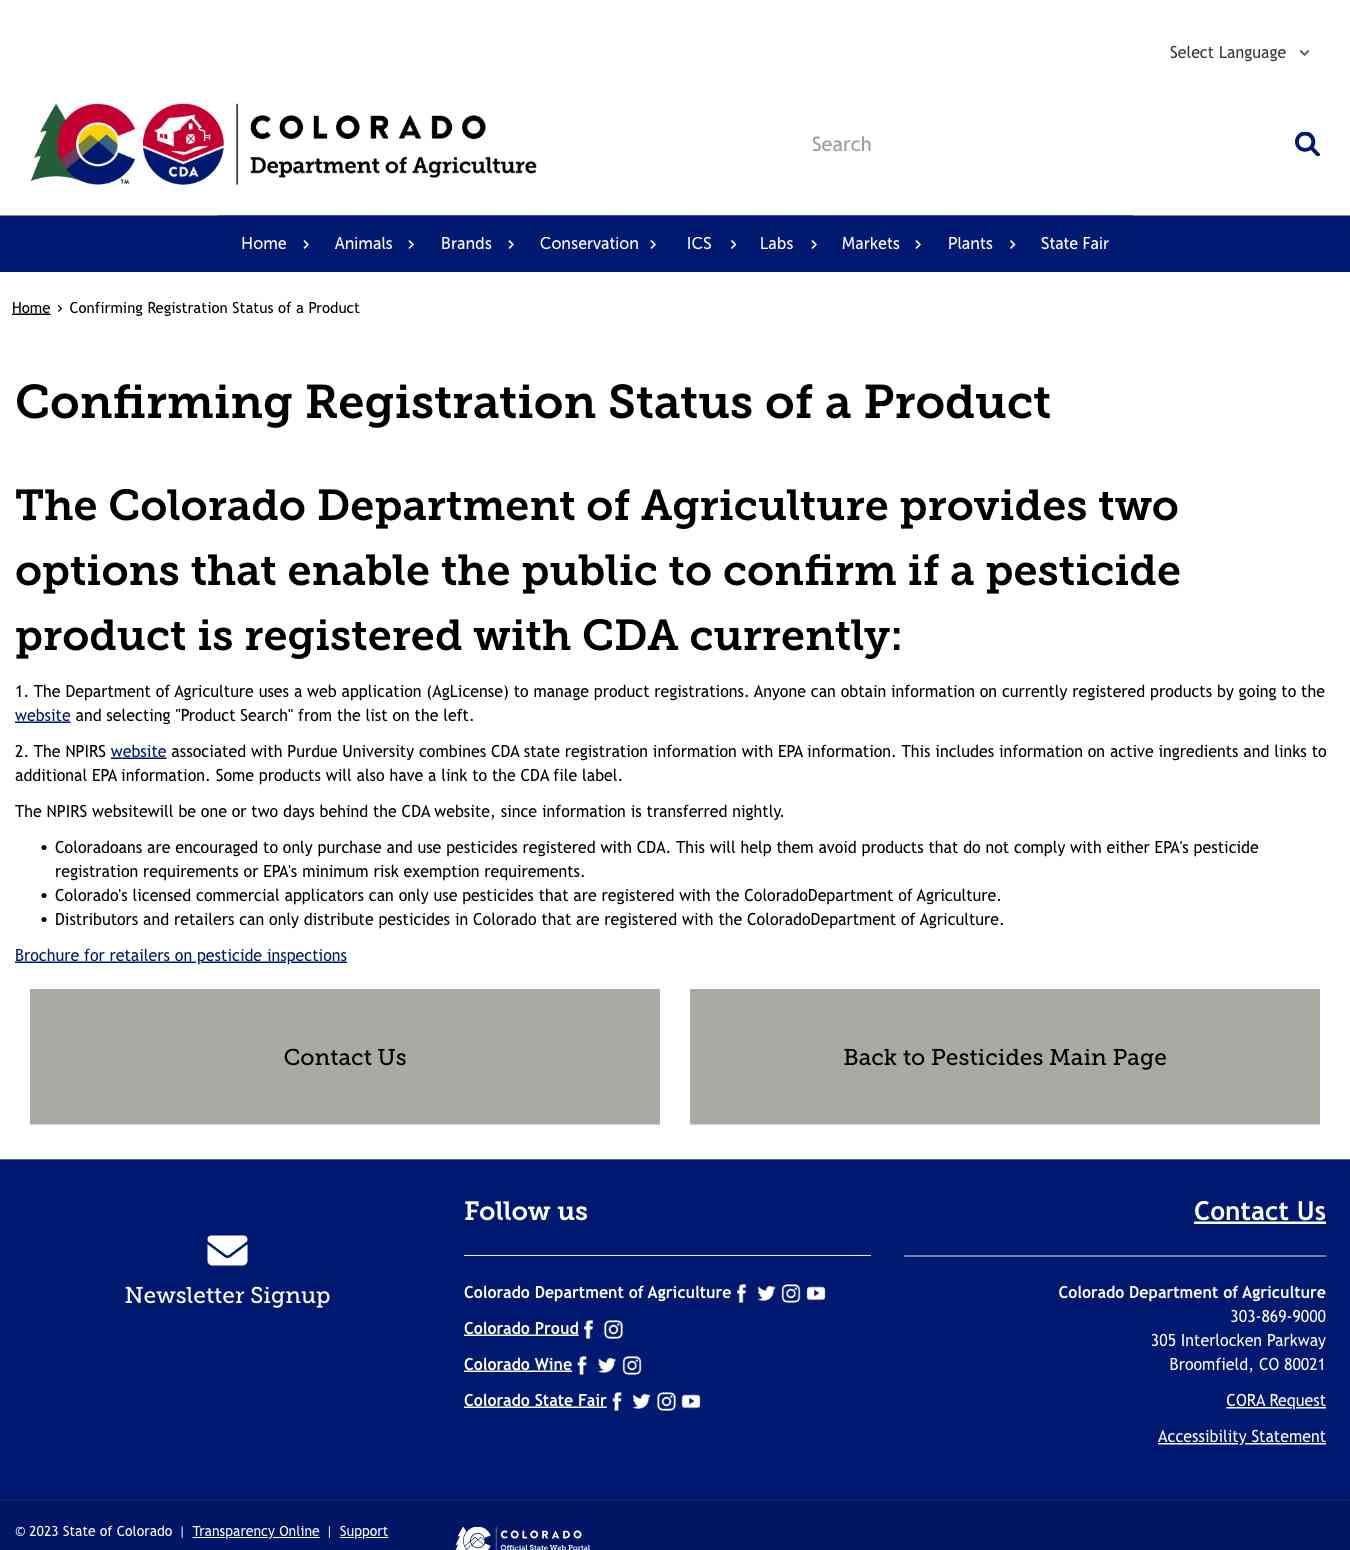 Select Language
CDA
TM
COLORADO
Department of Agriculture
Search
Home Animals Brands Conservation ICS Labs Markets Plants State Fair
Home › Confirming Registration Status of a Product
Confirming Registration Status of a Product
The Colorado Department of Agriculture provides two
options that enable the public to confirm if a pesticide
product is registered with CDA currently:
1. The Department of Agriculture uses a web application (AgLicense) to manage product registrations. Anyone can obtain information on currently registered products by going to the
website and selecting "Product Search" from the list on the left.
2. The NPIRS website associated with Purdue University combines CDA state registration information with EPA information. This includes information on active ingredients and links to
additional EPA information. Some products will also have a link to the CDA file label.
The NPIRS websitewill be one or two days behind the CDA website, since information is transferred nightly.
• Coloradoans are encouraged to only purchase and use pesticides registered with CDA. This will help them avoid products that do not comply with either EPA's pesticide
registration requirements or EPA's minimum risk exemption requirements.
• Colorado's licensed commercial applicators can only use pesticides that are registered with the ColoradoDepartment of Agriculture.
• Distributors and retailers can only distribute pesticides in Colorado that are registered with the ColoradoDepartment of Agriculture.
Brochure for retailers on pesticide inspections
Contact Us
Back to Pesticides Main Page
Newsletter Signup
Follow us
Colorado Department of Agriculture
Colorado Proud
Colorado Wine
Colorado State Fair
Contact Us
Colorado Department of Agriculture
303-869-9000
305 Interlocken Parkway
Broomfield, CO 80021
CORA Request
Accessibility Statement
© 2023 State of Colorado | Transparency Online | Support
COLORADO
Official State Web Portal